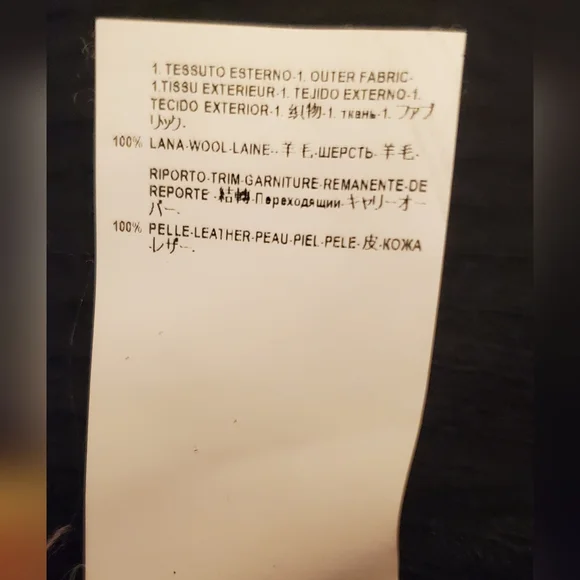 1. TESSUTO ESTERNO-1. OUTER FABRIC-
1.TISSU EXTERIEUR-1. TEJIDO EXTERNO-1.
TECIDO EXTERIOR-1. 织物-1. ткань-1. ファブ
リック.
100% LANA-WOOL-LAINE--羊毛-ШЕРСТЬ-羊毛-
RIPORTO-TRIM-GARNITURE-REMANENTE-DE
REPORTE-結轉-Переходящий-キャリーオー
バー.
100% PELLE-LEATHER-PEAU-PIEL-PELE-皮-КОЖА
-レザー.